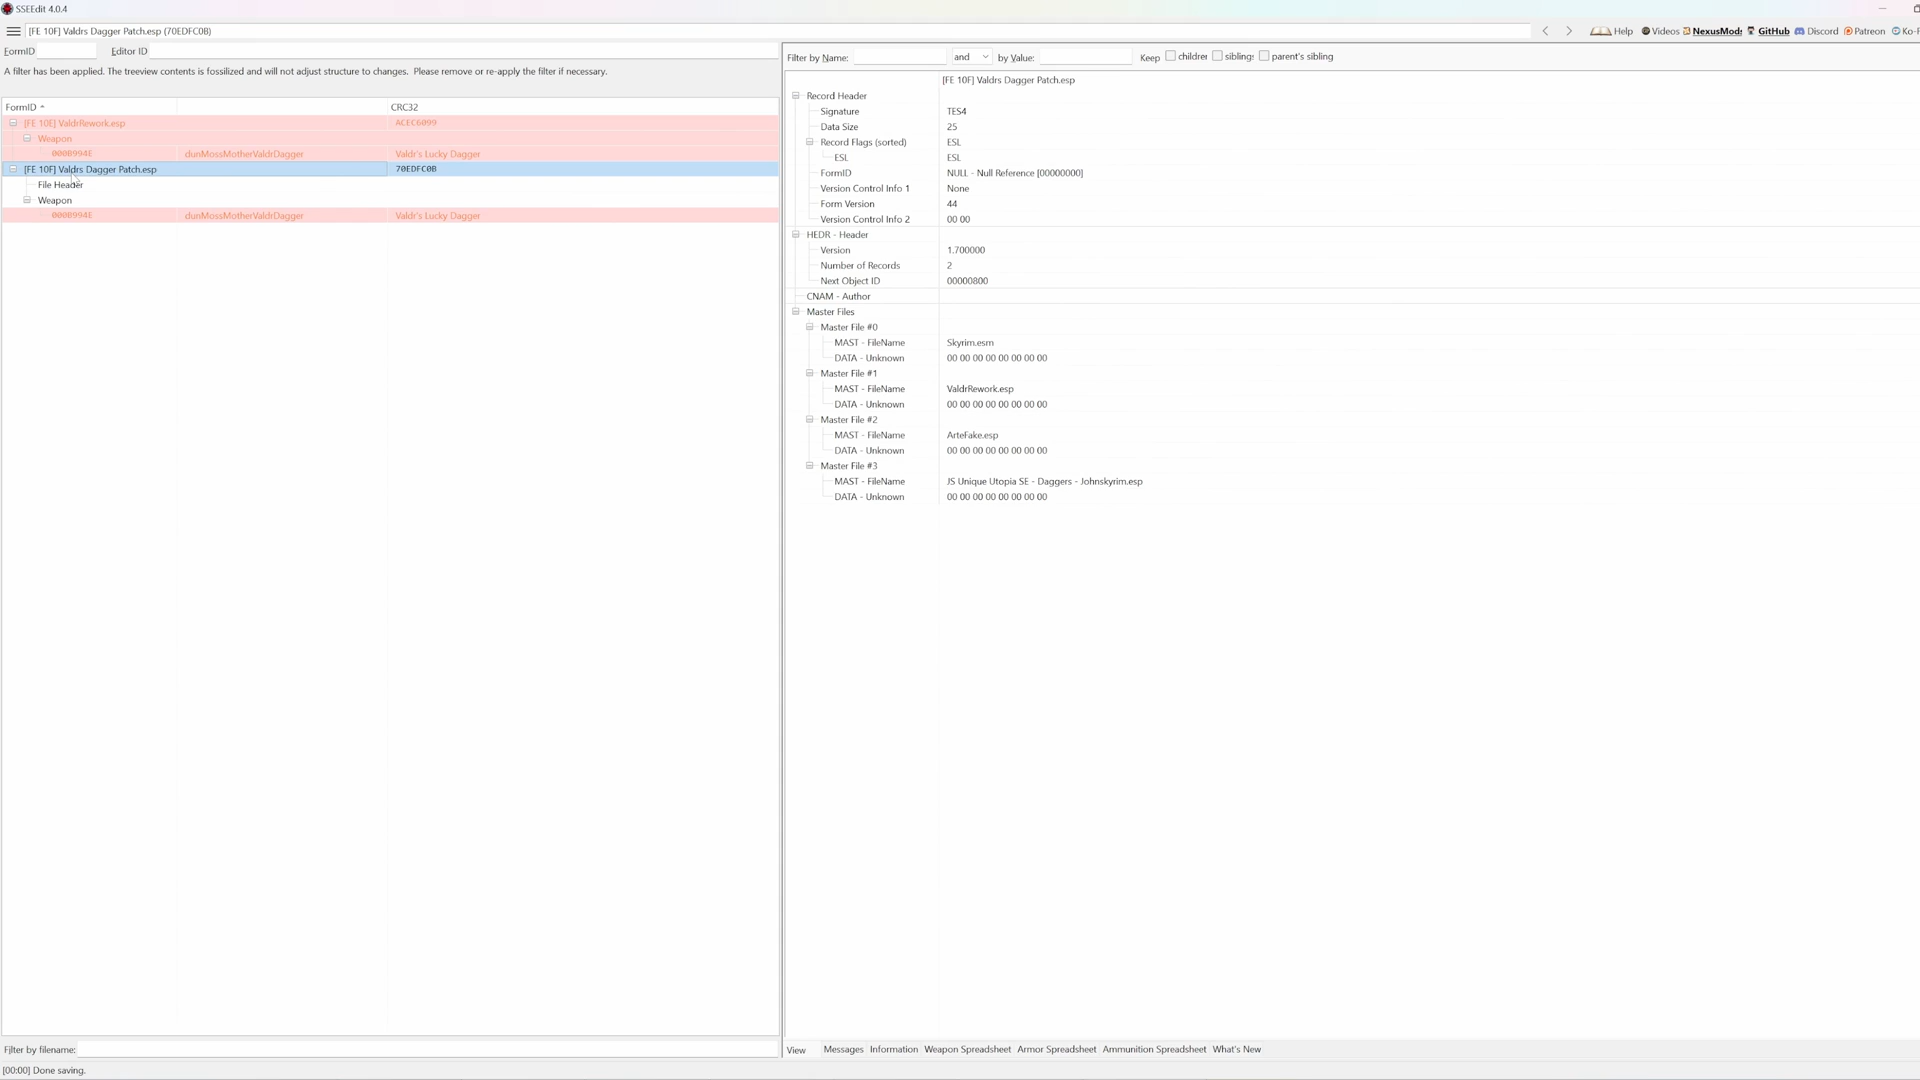 SSEEdit 4.0.4
[FE 10F] Valdrs Dagger Patch.esp (70EDFC0B)
Help Videos NexusMods GitHub Discord Patreon Ko-F
FormID Editor ID
Filter by Name: and by Value: Keep children siblings parent's sibling
A filter has been applied. The treeview contents is fossilized and will not adjust structure to changes. Please remove or re-apply the filter if necessary.
FormID CRC32
[FE 10E] ValdrRework.esp ACEC6099
Weapon
000B994E dunMossMotherValdrDagger Valdr's Lucky Dagger
[FE 10F] Valdrs Dagger Patch.esp 70EDFC0B
File Header
Weapon
000B994E dunMossMotherValdrDagger Valdr's Lucky Dagger
[FE 10F] Valdrs Dagger Patch.esp
Record Header
Signature TES4
Data Size 25
Record Flags (sorted) ESL
ESL ESL
FormID NULL - Null Reference [00000000]
Version Control Info 1 None
Form Version 44
Version Control Info 2 00 00
HEDR - Header
Version 1.700000
Number of Records 2
Next Object ID 00000800
CNAM - Author
Master Files
Master File #0
MAST - FileName Skyrim.esm
DATA - Unknown 00 00 00 00 00 00 00 00
Master File #1
MAST - FileName ValdrRework.esp
DATA - Unknown 00 00 00 00 00 00 00 00
Master File #2
MAST - FileName ArteFake.esp
DATA - Unknown 00 00 00 00 00 00 00 00
Master File #3
MAST - FileName JS Unique Utopia SE - Daggers - Johnskyrim.esp
DATA - Unknown 00 00 00 00 00 00 00 00
Filter by filename:
View Messages Information Weapon Spreadsheet Armor Spreadsheet Ammunition Spreadsheet What's New
[00:00] Done saving.